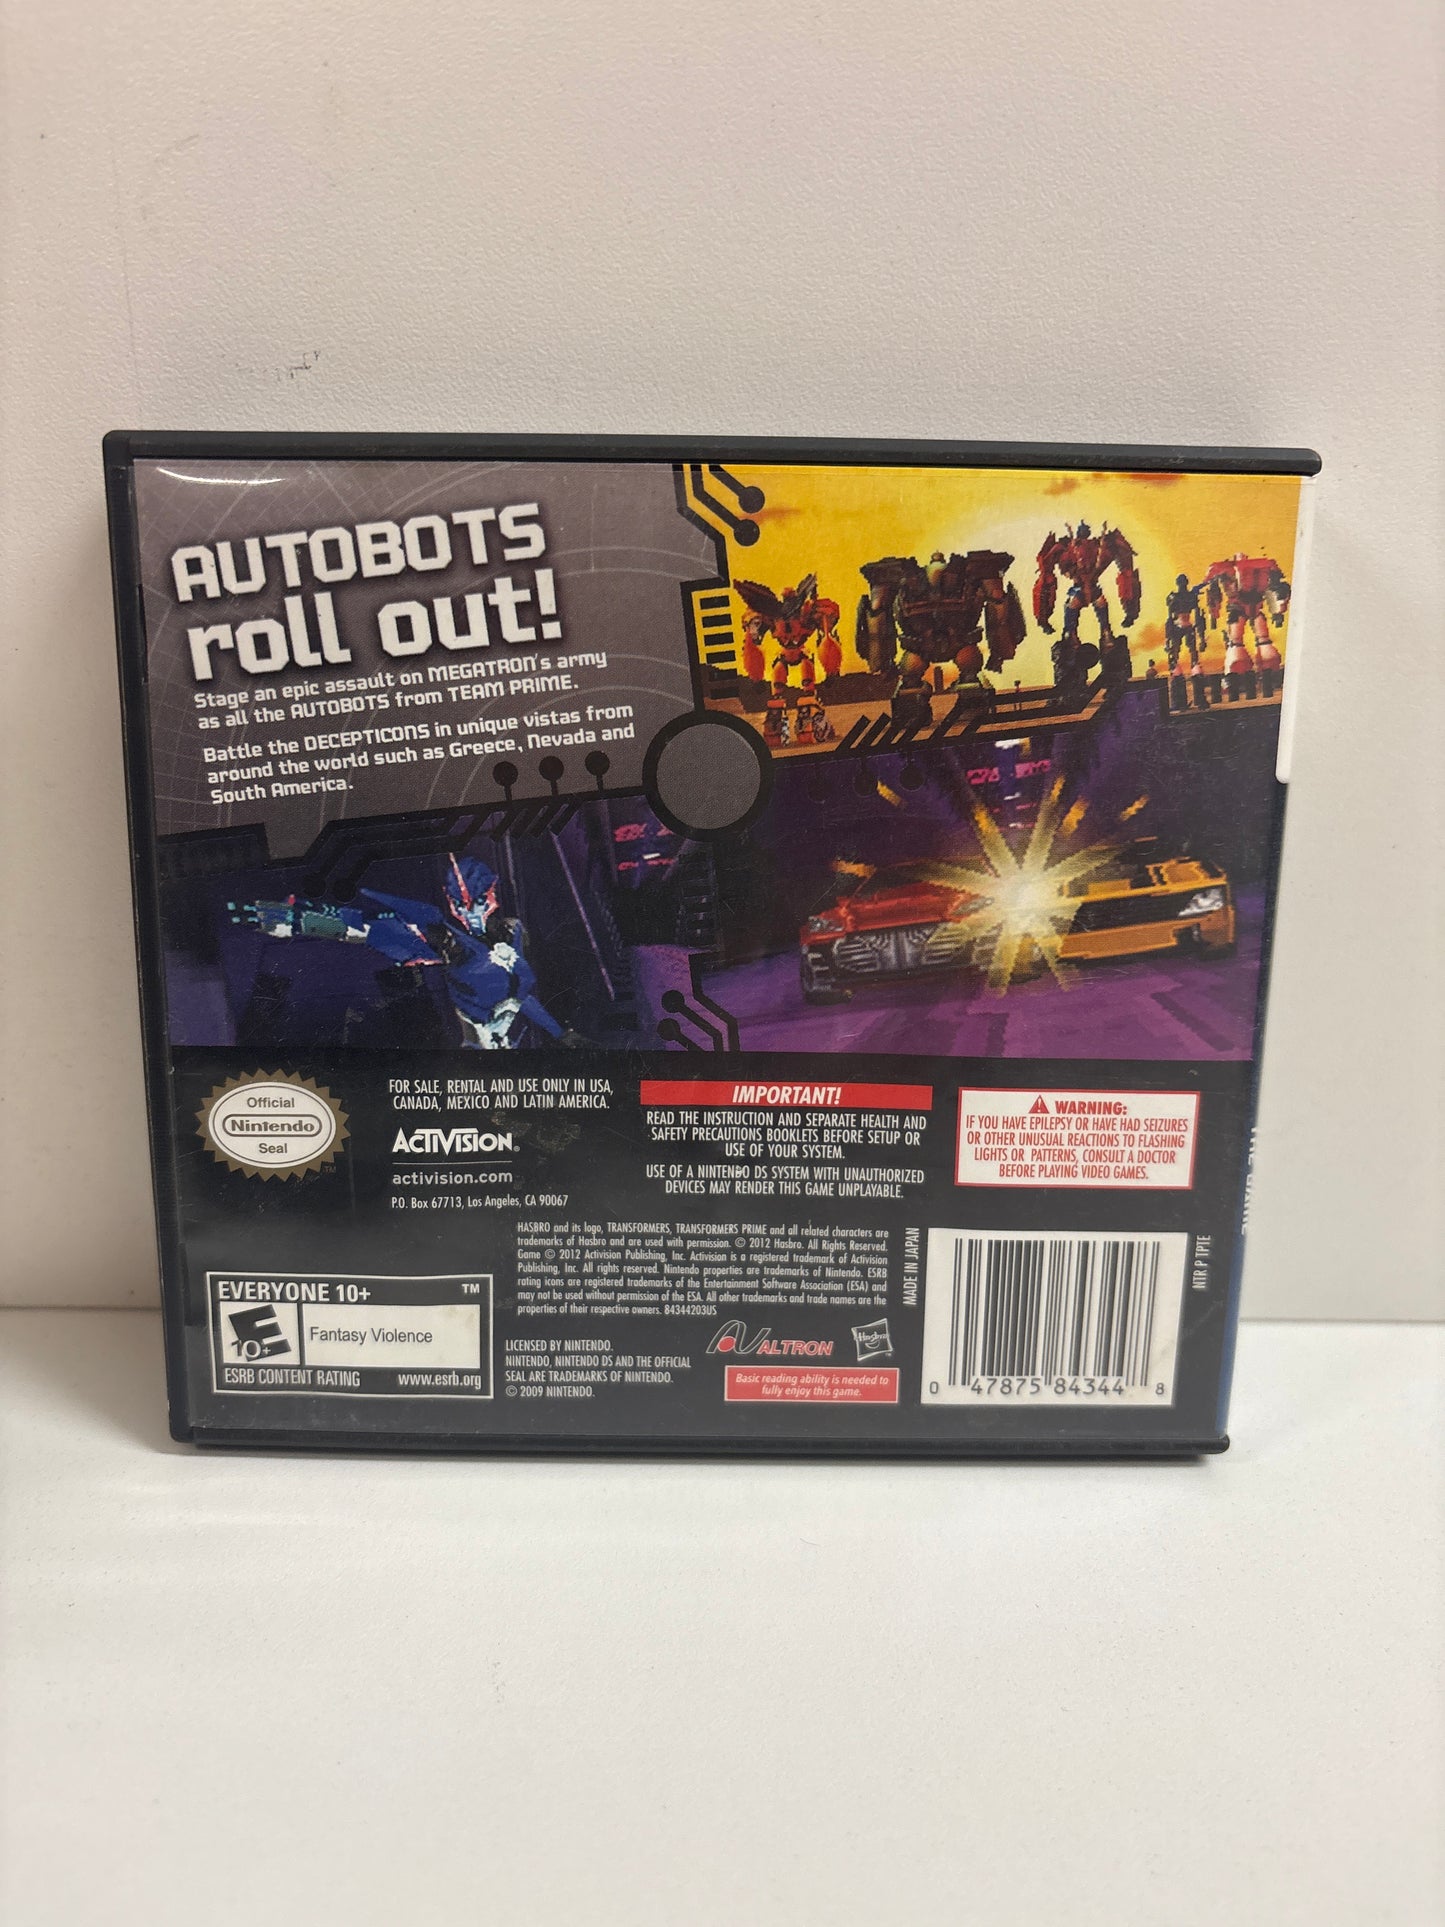 AUTOBOTS
roll out!
Stage an epic assault on MEGATRON's army
as all the AUTOBOTS from TEAM PRIME.
Battle the DECEPTICONS in unique vistas from
around the world such as Greece, Nevada and
South America.
Official
Nintendo
Seal
TM
FOR SALE, RENTAL AND USE ONLY IN USA,
CANADA, MEXICO AND LATIN AMERICA.
ACTIVISION®
activision.com
P.O. Box 67713, Los Angeles, CA 90067
IMPORTANT!
READ THE INSTRUCTION AND SEPARATE HEALTH AND
SAFETY PRECAUTIONS BOOKLETS BEFORE SETUP OR
USE OF YOUR SYSTEM.
USE OF A NINTENDO DS SYSTEM WITH UNAUTHORIZED
DEVICES MAY RENDER THIS GAME UNPLAYABLE.
WARNING:
IF YOU HAVE EPILEPSY OR HAVE HAD SEIZURES
OR OTHER UNUSUAL REACTIONS TO FLASHING
LIGHTS OR PATTERNS, CONSULT A DOCTOR
BEFORE PLAYING VIDEO GAMES.
HASBRO and its logo, TRANSFORMERS, TRANSFORMERS PRIME and all related characters are
trademarks of Hasbro and are used with permission. © 2012 Hasbro. All Rights Reserved.
Game © 2012 Activision Publishing, Inc. Activision is a registered trademark of Activision
Publishing, Inc. All rights reserved. Nintendo properties are trademarks of Nintendo. ESRB
rating icons are registered trademarks of the Entertainment Software Association (ESA) and
may not be used without permission of the ESA. All other trademarks and trade names are the
properties of their respective owners. 84344203US
EVERYONE 10+ TM
E
10+
Fantasy Violence
ESRB CONTENT RATING www.esrb.org
LICENSED BY NINTENDO.
NINTENDO, NINTENDO DS AND THE OFFICIAL
SEAL ARE TRADEMARKS OF NINTENDO.
© 2009 NINTENDO.
ALTRON
Hasbro
Basic reading ability is needed to
fully enjoy this game.
MADE IN JAPAN
0 47875 84344 8
NTR P TPTE